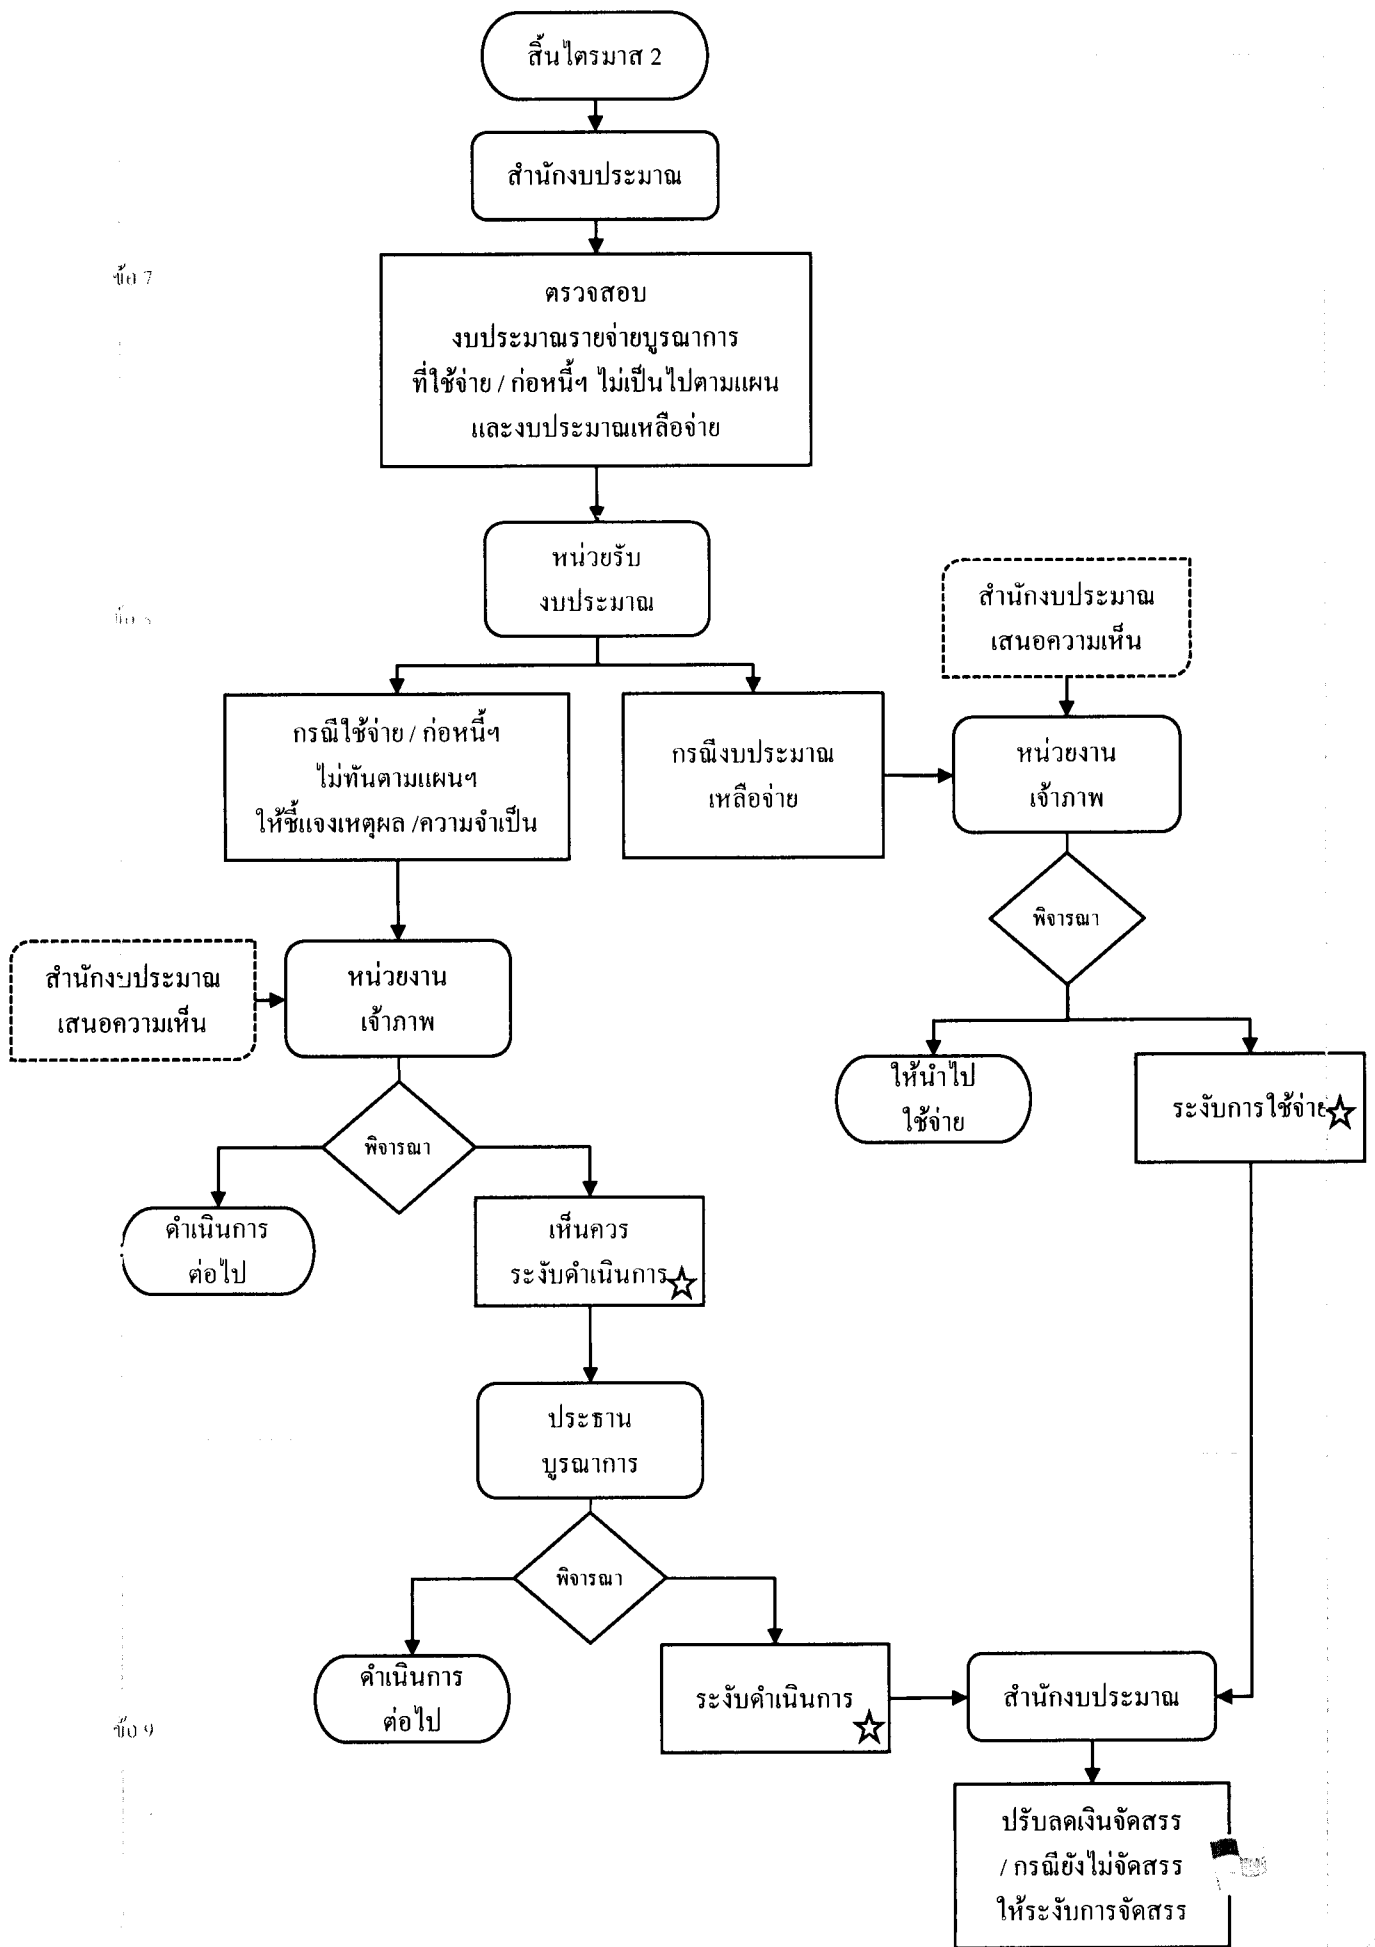 สิ้นไตรมาส 2
สำนักงบประมาณ
ข้อ 7
ตรวจสอบ
งบประมาณรายจ่ายบูรณาการ
ที่ใช้จ่าย / ก่อหนี้ฯ ไม่เป็นไปตามแผน
และงบประมาณเหลือจ่าย
หน่วยรับ
งบประมาณ
สำนักงบประมาณ
เสนอความเห็น
กรณีใช้จ่าย / ก่อหนี้ฯ
ไม่ทันตามแผนฯ
ให้ชี้แจงเหตุผล /ความจำเป็น
กรณีงบประมาณ
เหลือจ่าย
หน่วยงาน
เจ้าภาพ
พิจารณา
สำนักงบประมาณ
เสนอความเห็น
หน่วยงาน
เจ้าภาพ
ให้นำไป
ใช้จ่าย
ระงับการใช้จ่าย
พิจารณา
ดำเนินการ
ต่อไป
เห็นควร
ระงับดำเนินการ
ประธาน
บูรณาการ
พิจารณา
ดำเนินการ
ต่อไป
ระงับดำเนินการ
สำนักงบประมาณ
ข้อ 9
ปรับลดเงินจัดสรร
/ กรณียังไม่จัดสรร
ให้ระงับการจัดสรร